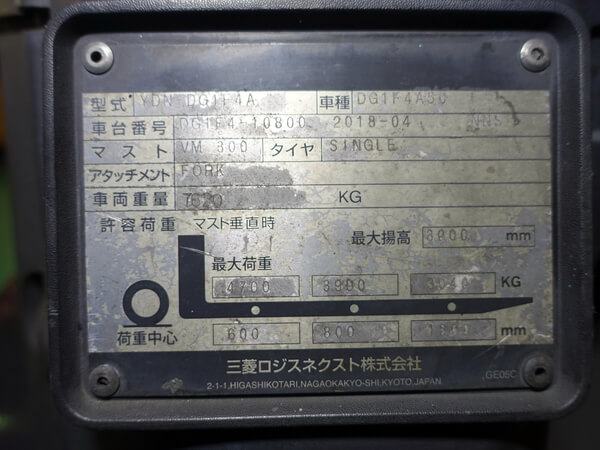 型式 YDN-DG1F4A 車種 DG1F4A50
車台番号 DG1F4-10800 2018-04 NNS
マスト VM 300 タイヤ SINGLE
アタッチメント FORK
車両重量 KG
許容荷重 マスト垂直時
最大揚高 3000 mm
最大荷重
4700 3900 3040 KG
600 800 mm
荷重中心
三菱ロジスネクスト株式会社
2-1-1,HIGASHIKOTARI,NAGAOKAKYO-SHI,KYOTO,JAPAN
GE05C